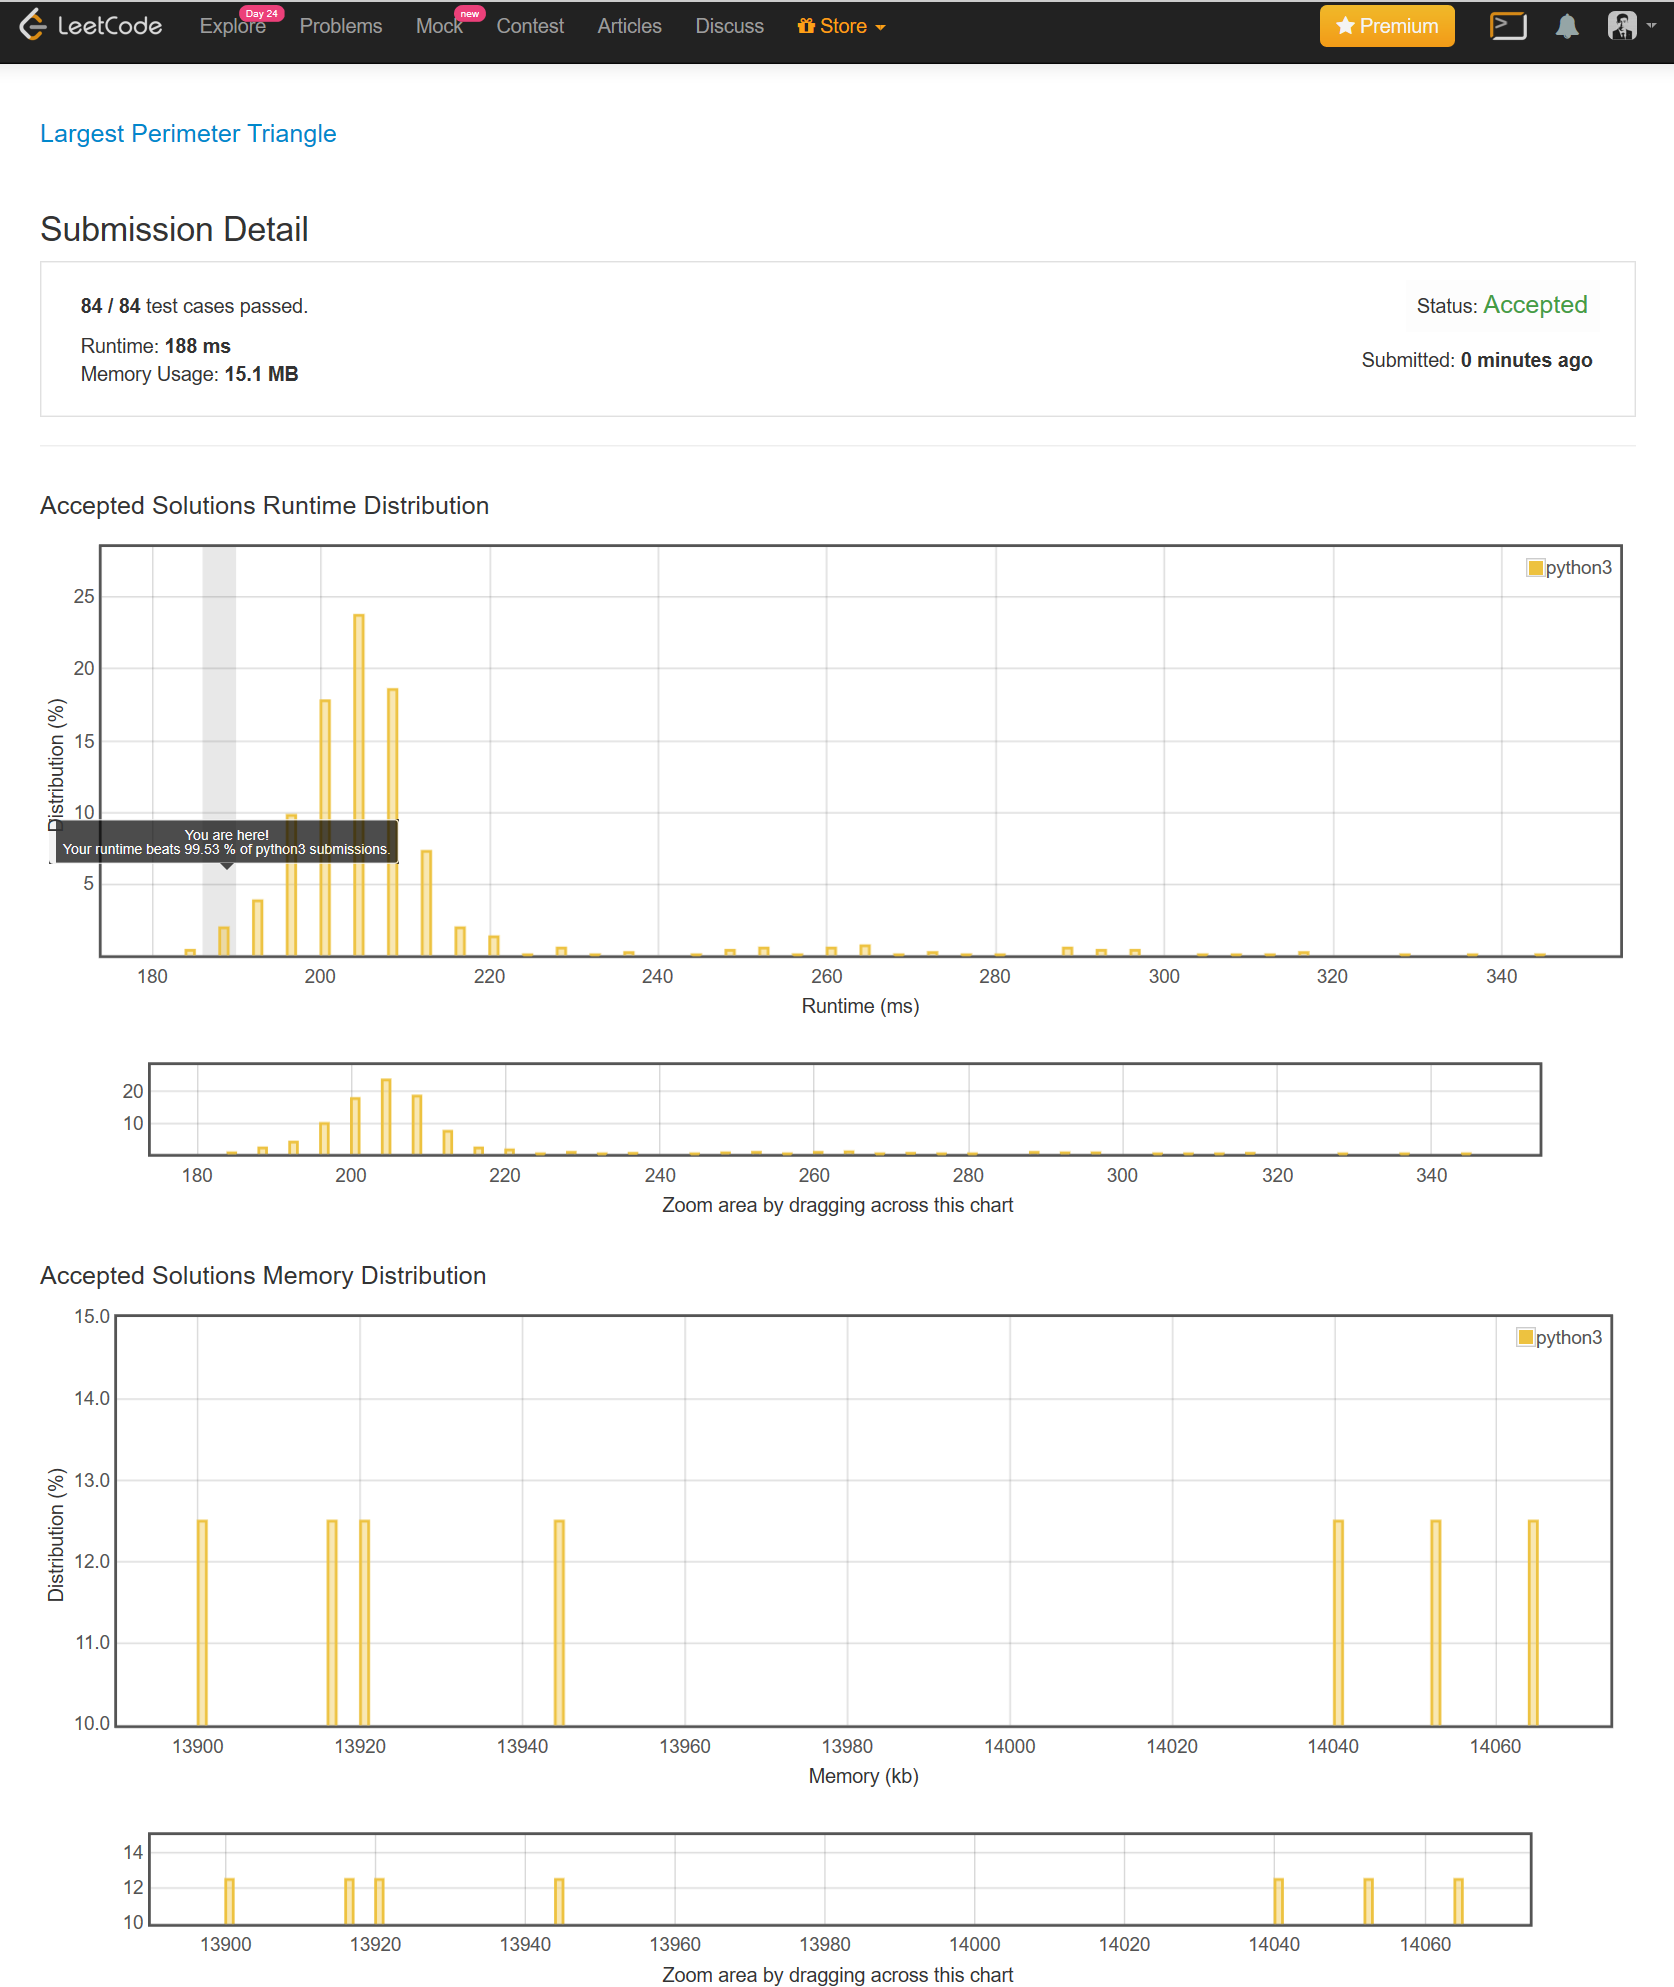 LeetCode Explore Day 24 Problems Mock new Contest Articles Discuss Store Premium
Largest Perimeter Triangle
Submission Detail
84 / 84 test cases passed.
Status: Accepted
Runtime: 188 ms
Submitted: 0 minutes ago
Memory Usage: 15.1 MB
Accepted Solutions Runtime Distribution
python3
25
20
15
10
5
Distribution (%)
You are here!
Your runtime beats 99.53 % of python3 submissions.
180 200 220 240 260 280 300 320 340
Runtime (ms)
20
10
180 200 220 240 260 280 300 320 340
Zoom area by dragging across this chart
Accepted Solutions Memory Distribution
python3
15.0
14.0
13.0
12.0
11.0
10.0
Distribution (%)
13900 13920 13940 13960 13980 14000 14020 14040 14060
Memory (kb)
14
12
10
13900 13920 13940 13960 13980 14000 14020 14040 14060
Zoom area by dragging across this chart